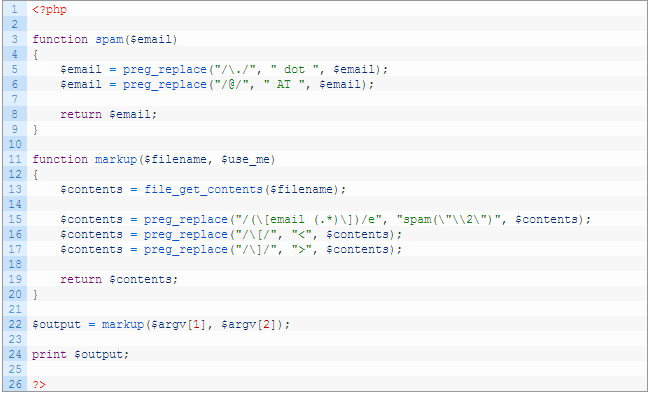 1 <?php
2
3 function spam($email)
4 {
5     $email = preg_replace("/\./", " dot ", $email);
6     $email = preg_replace("/@/", " AT ", $email);
7
8     return $email;
9 }
10
11 function markup($filename, $use_me)
12 {
13     $contents = file_get_contents($filename);
14
15     $contents = preg_replace("/(\[email (.*)\])/e", "spam(\"\\2\")", $contents);
16     $contents = preg_replace("/\[/", "<", $contents);
17     $contents = preg_replace("/\]/", ">", $contents);
18
19     return $contents;
20 }
21
22 $output = markup($argv[1], $argv[2]);
23
24 print $output;
25
26 ?>